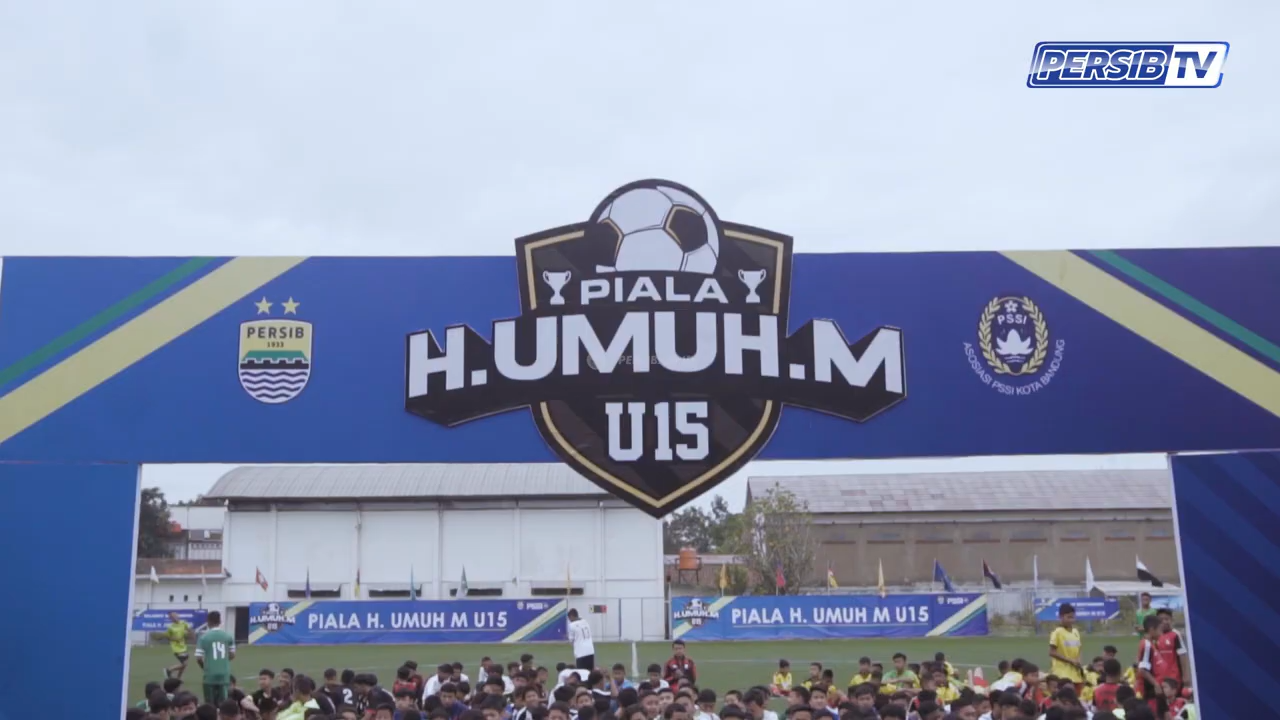 PERSIB TV
PIALA
H.UMUH.M
U15
PERSIB
1933
PSSI
ASOSIASI PSSI KOTA BANDUNG
PIALA H. UMUH M U15
PIALA H. UMUH M U15
14
2